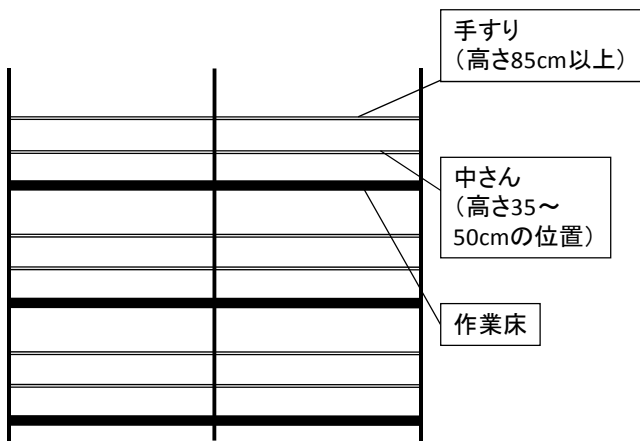 手すり
（高さ85cm以上）
中さん
（高さ35～
50cmの位置）
作業床